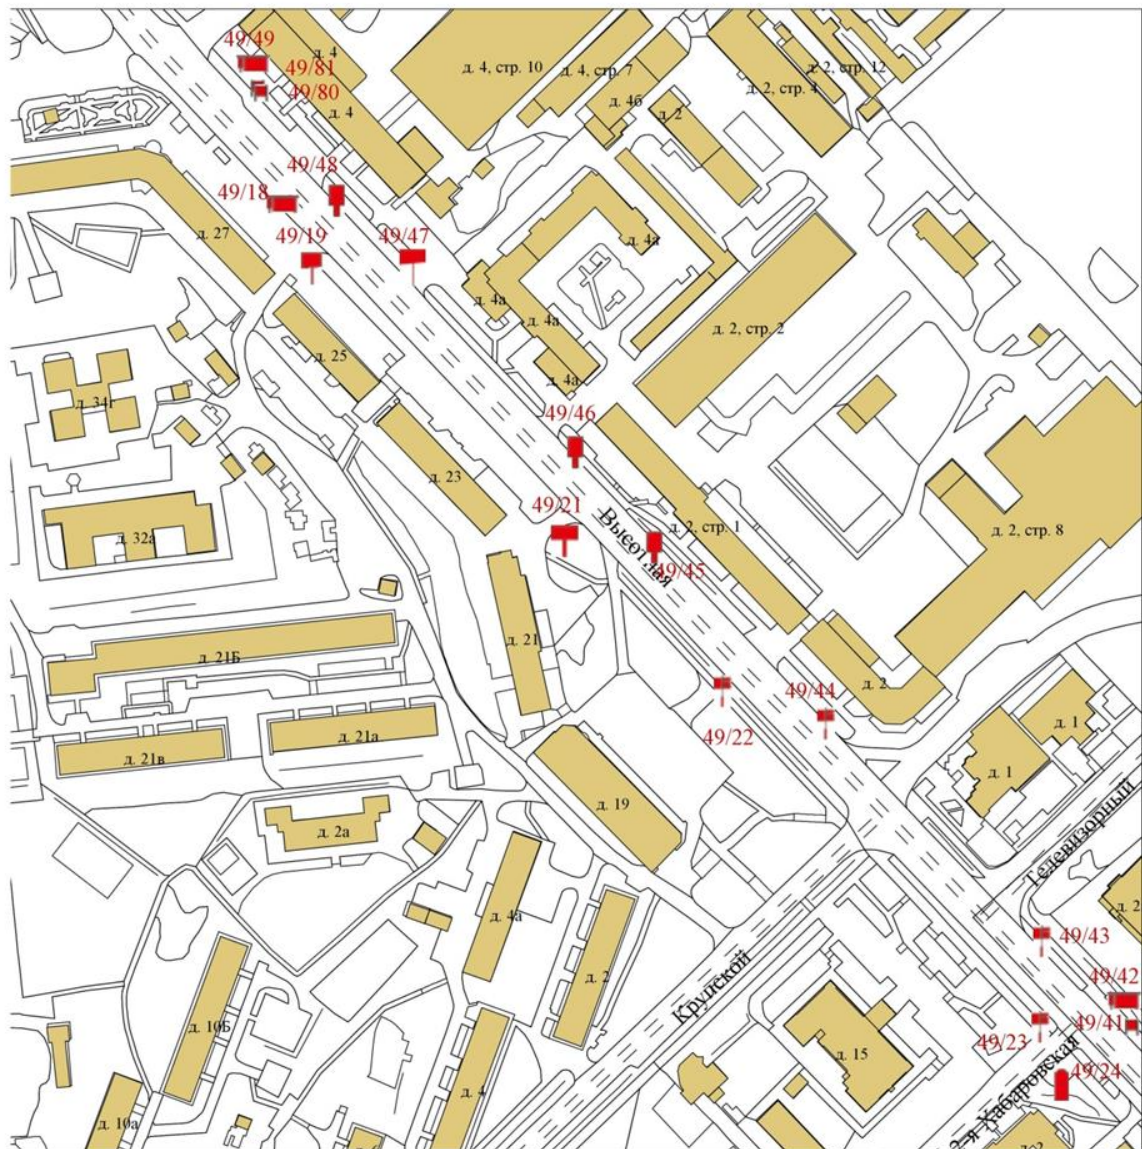 49/49
д. 4
49/81
49/80
д. 4
д. 4, стр. 10
д. 4, стр. 7
д. 4б
д. 2
д. 2, стр. 12
д. 2, стр. 4
49/48
49/18
д. 27
49/19
49/47
д. 4а
д. 4а
д. 4а
д. 4а
д. 2, стр. 2
д. 25
д. 34г
49/46
д. 23
49/21
Высотная
д. 2, стр. 1
49/45
д. 2, стр. 8
д. 32а
д. 21
д. 21Б
49/44
д. 2
49/22
д. 1
д. 1
д. 21а
д. 21в
д. 19
Телевизорный
д. 2а
д. 4а
д. 2
49/43
д. 2
Крупской
49/42
49/41
49/23
д. 10Б
д. 15
2-я Хабаровская
49/24
д. 4
д. 10а